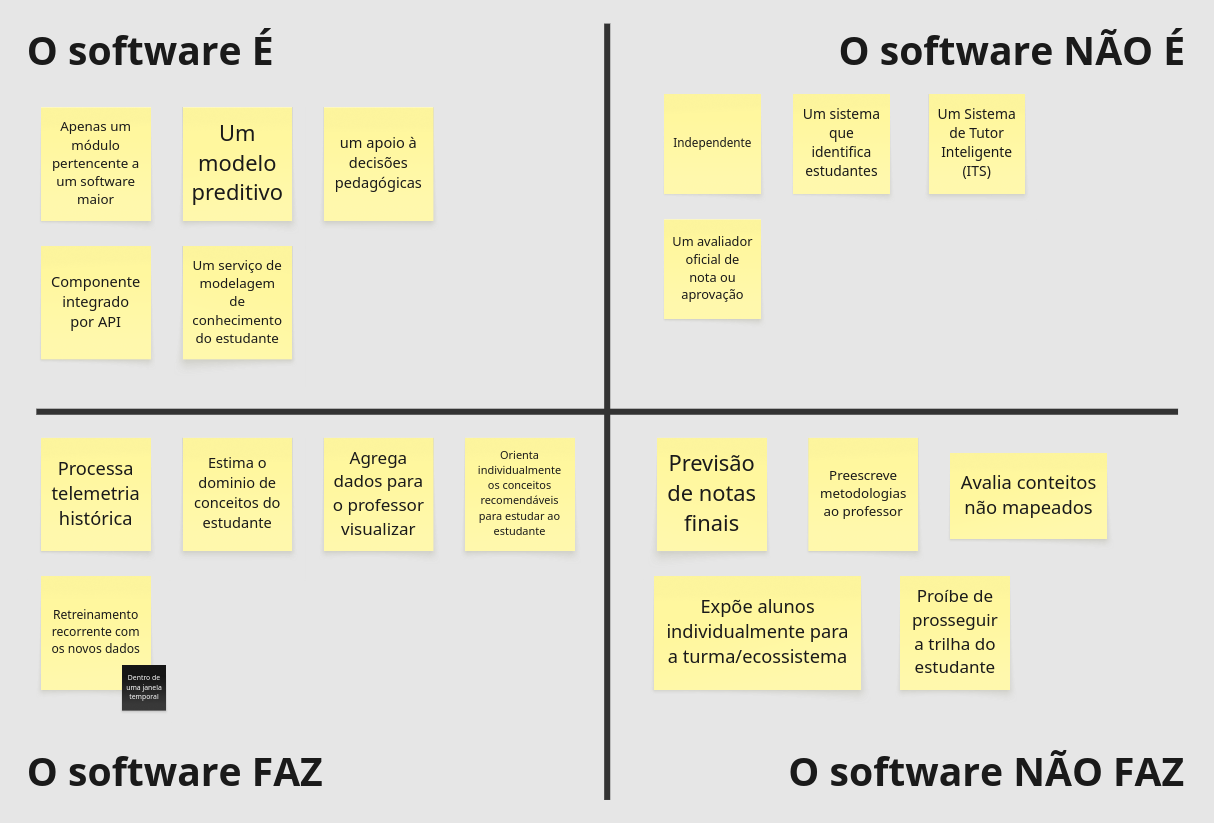 O software É
Apenas um
módulo
pertencente a
um software
maior
Um
modelo
preditivo
um apoio à
decisões
pedagógicas
Componente
integrado
por API
Um serviço de
modelagem
de
conhecimento
do estudante
O software NÃO É
Independente
Um sistema
que
identifica
estudantes
Um Sistema
de Tutor
Inteligente
(ITS)
Um avaliador
oficial de
nota ou
aprovação
Processa
telemetria
histórica
Estima o
dominio de
conceitos do
estudante
Agrega
dados para
o professor
visualizar
Orienta
individualmente
os conceitos
recomendáveis
para estudar ao
estudante
Retreinamento
recorrente com
os novos dados
Dentro de
uma janela
temporal
O software FAZ
Previsão
de notas
finais
Preescreve
metodologias
ao professor
Avalia conteitos
não mapeados
Expõe alunos
individualmente para
a turma/ecossistema
Proíbe de
prosseguir
a trilha do
estudante
O software NÃO FAZ